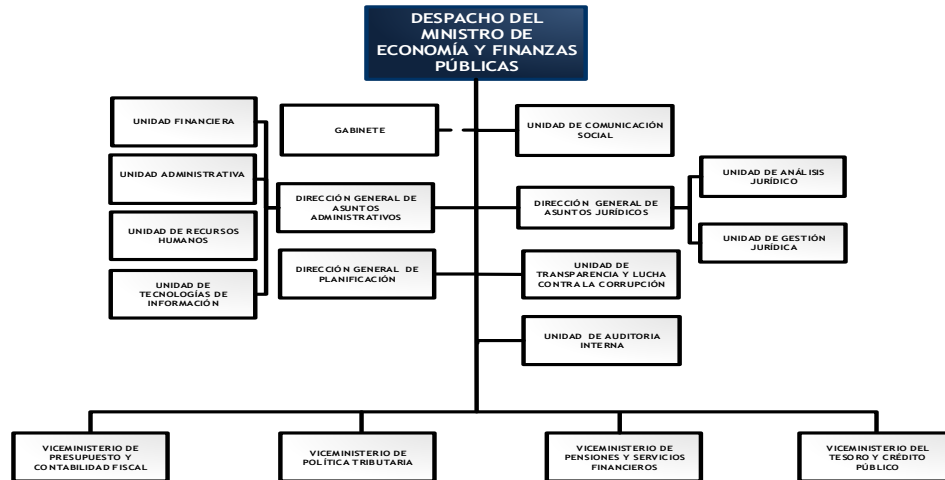 DESPACHO DEL
MINISTRO DE
ECONOMÍA Y FINANZAS
PÚBLICAS
UNIDAD FINANCIERA
GABINETE
UNIDAD DE COMUNICACIÓN
SOCIAL
UNIDAD ADMINISTRATIVA
UNIDAD DE ANÁLISIS
JURÍDICO
DIRECCIÓN GENERAL DE
ASUNTOS
ADMINISTRATIVOS
DIRECCIÓN GENERAL DE
ASUNTOS JURÍDICOS
UNIDAD DE RECURSOS
HUMANOS
UNIDAD DE GESTIÓN
JURÍDICA
DIRECCIÓN GENERAL DE
PLANIFICACIÓN
UNIDAD DE
TRANSPARENCIA Y LUCHA
CONTRA LA CORRUPCIÓN
UNIDAD DE
TECNOLOGÍAS DE
INFORMACIÓN
UNIDAD DE AUDITORIA
INTERNA
VICEMINISTERIO DE
PRESUPUESTO Y
CONTABILIDAD FISCAL
VICEMINISTERIO DE
POLÍTICA TRIBUTARIA
VICEMINISTERIO DE
PENSIONES Y SERVICIOS
FINANCIEROS
VICEMINISTERIO DEL
TESORO Y CRÉDITO
PÚBLICO